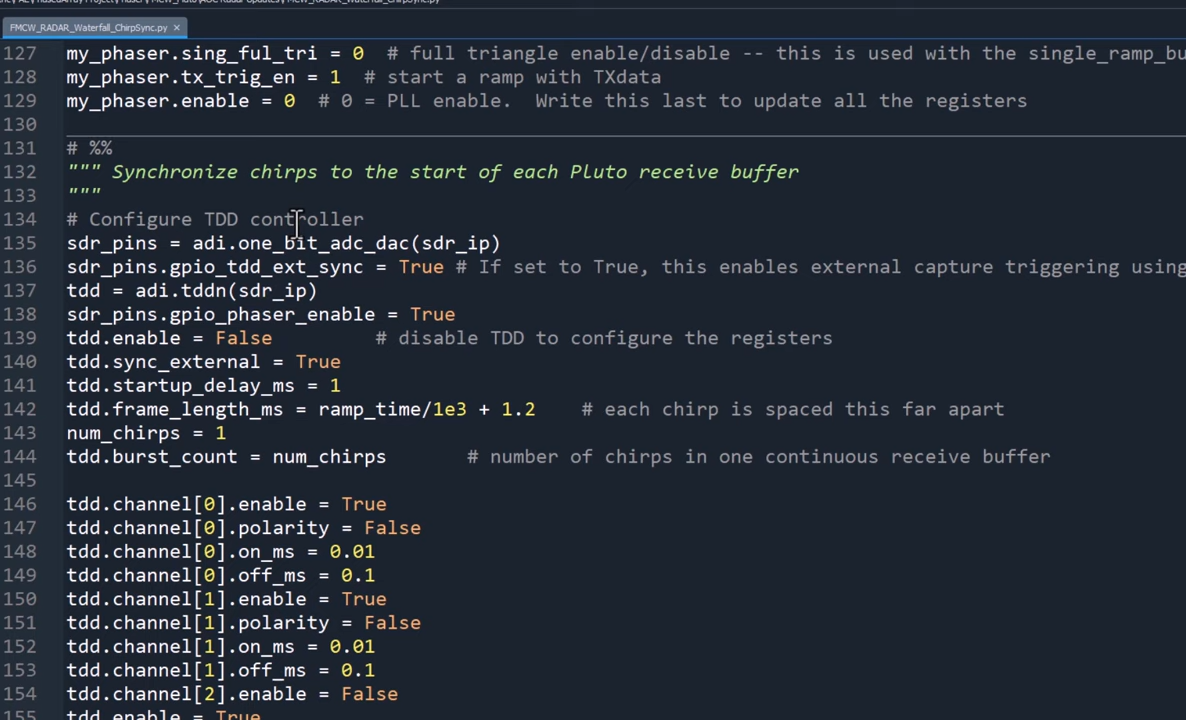 FMCW_RADAR_Waterfall_ChirpSync.py ×
127 my_phaser.sing_ful_tri = 0 # full triangle enable/disable -- this is used with the single_ramp_bu
128 my_phaser.tx_trig_en = 1 # start a ramp with TXdata
129 my_phaser.enable = 0 # 0 = PLL enable. Write this last to update all the registers
130
131 # %%
132 """ Synchronize chirps to the start of each Pluto receive buffer
133 """
134 # Configure TDD controller
135 sdr_pins = adi.one_bit_adc_dac(sdr_ip)
136 sdr_pins.gpio_tdd_ext_sync = True # If set to True, this enables external capture triggering using
137 tdd = adi.tddn(sdr_ip)
138 sdr_pins.gpio_phaser_enable = True
139 tdd.enable = False # disable TDD to configure the registers
140 tdd.sync_external = True
141 tdd.startup_delay_ms = 1
142 tdd.frame_length_ms = ramp_time/1e3 + 1.2 # each chirp is spaced this far apart
143 num_chirps = 1
144 tdd.burst_count = num_chirps # number of chirps in one continuous receive buffer
145
146 tdd.channel[0].enable = True
147 tdd.channel[0].polarity = False
148 tdd.channel[0].on_ms = 0.01
149 tdd.channel[0].off_ms = 0.1
150 tdd.channel[1].enable = True
151 tdd.channel[1].polarity = False
152 tdd.channel[1].on_ms = 0.01
153 tdd.channel[1].off_ms = 0.1
154 tdd.channel[2].enable = False
155 tdd.enable = True